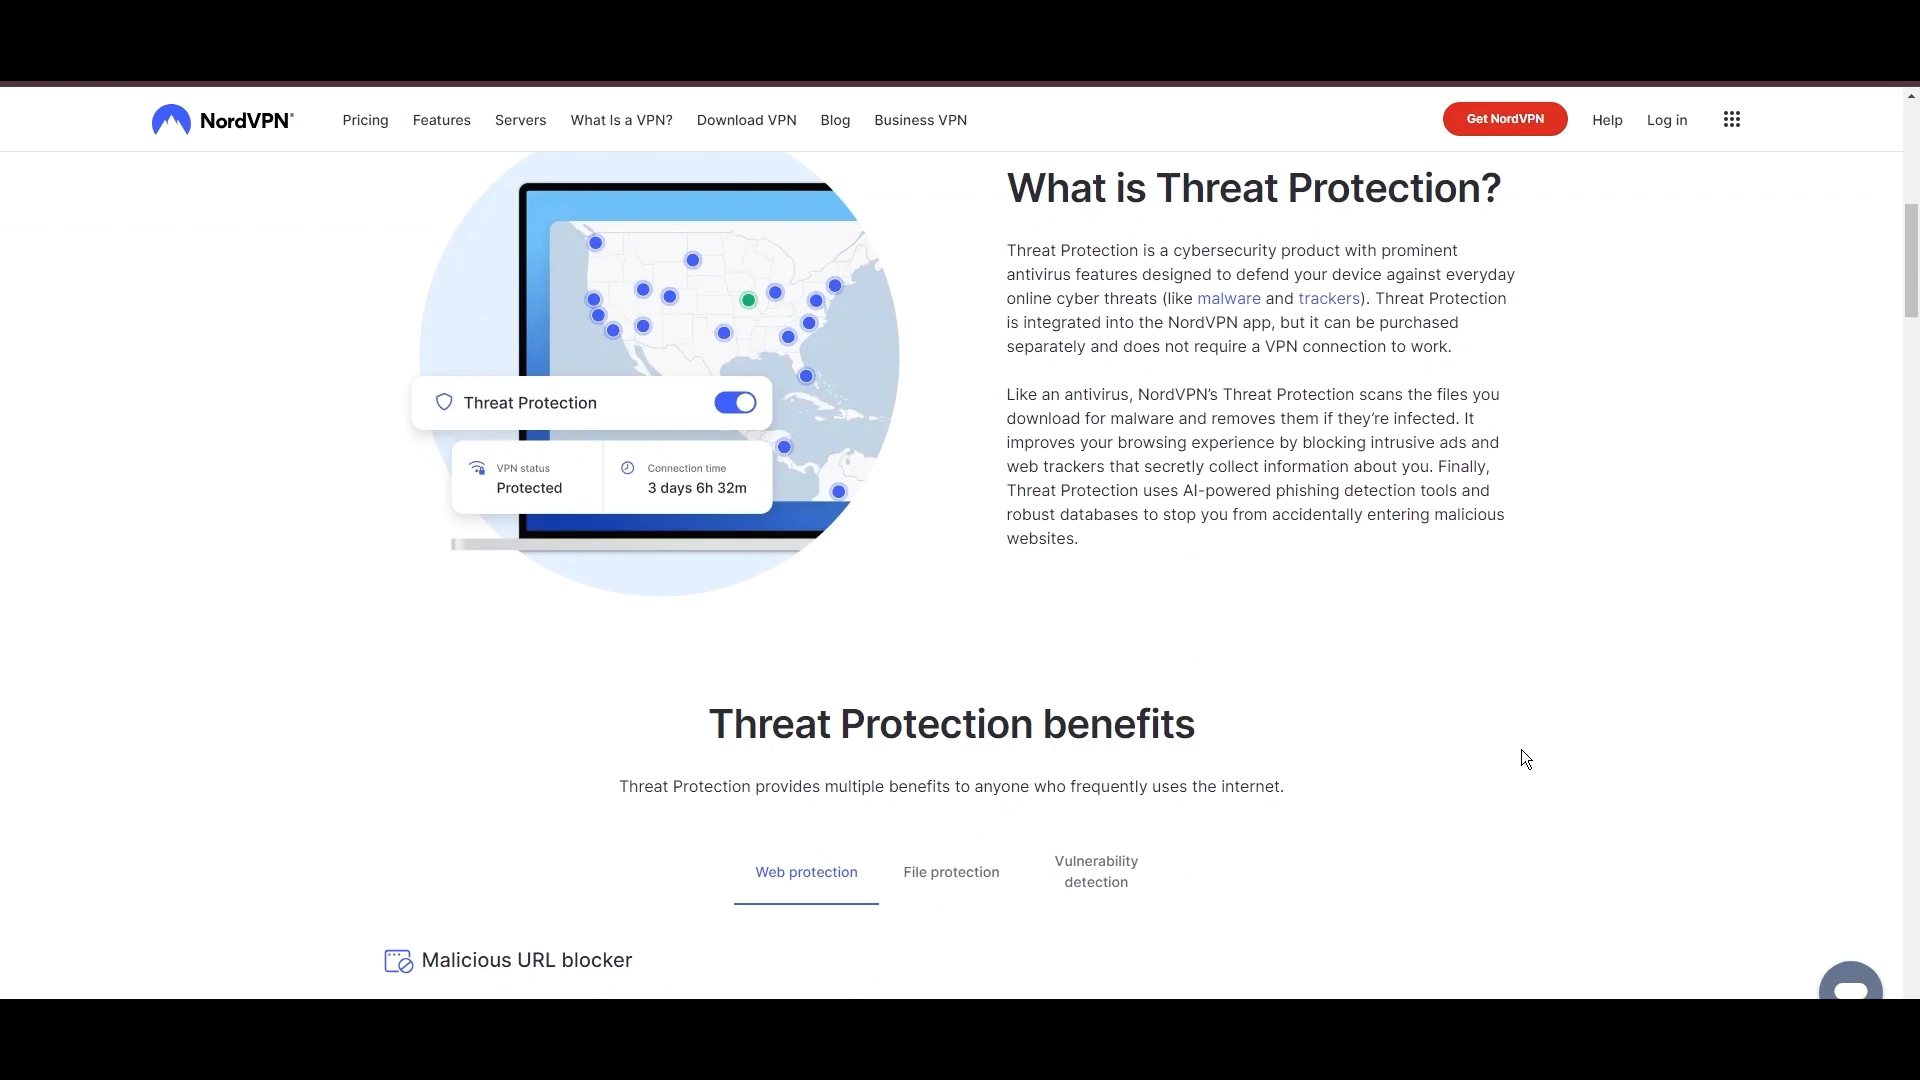 NordVPN®
Pricing
Features
Servers
What Is a VPN?
Download VPN
Blog
Business VPN
Get NordVPN
Help
Log in
Threat Protection
VPN status
Protected
Connection time
3 days 6h 32m
What is Threat Protection?
Threat Protection is a cybersecurity product with prominent
antivirus features designed to defend your device against everyday
online cyber threats (like malware and trackers). Threat Protection
is integrated into the NordVPN app, but it can be purchased
separately and does not require a VPN connection to work.
Like an antivirus, NordVPN’s Threat Protection scans the files you
download for malware and removes them if they’re infected. It
improves your browsing experience by blocking intrusive ads and
web trackers that secretly collect information about you. Finally,
Threat Protection uses AI-powered phishing detection tools and
robust databases to stop you from accidentally entering malicious
websites.
Threat Protection benefits
Threat Protection provides multiple benefits to anyone who frequently uses the internet.
Web protection
File protection
Vulnerability
detection
Malicious URL blocker